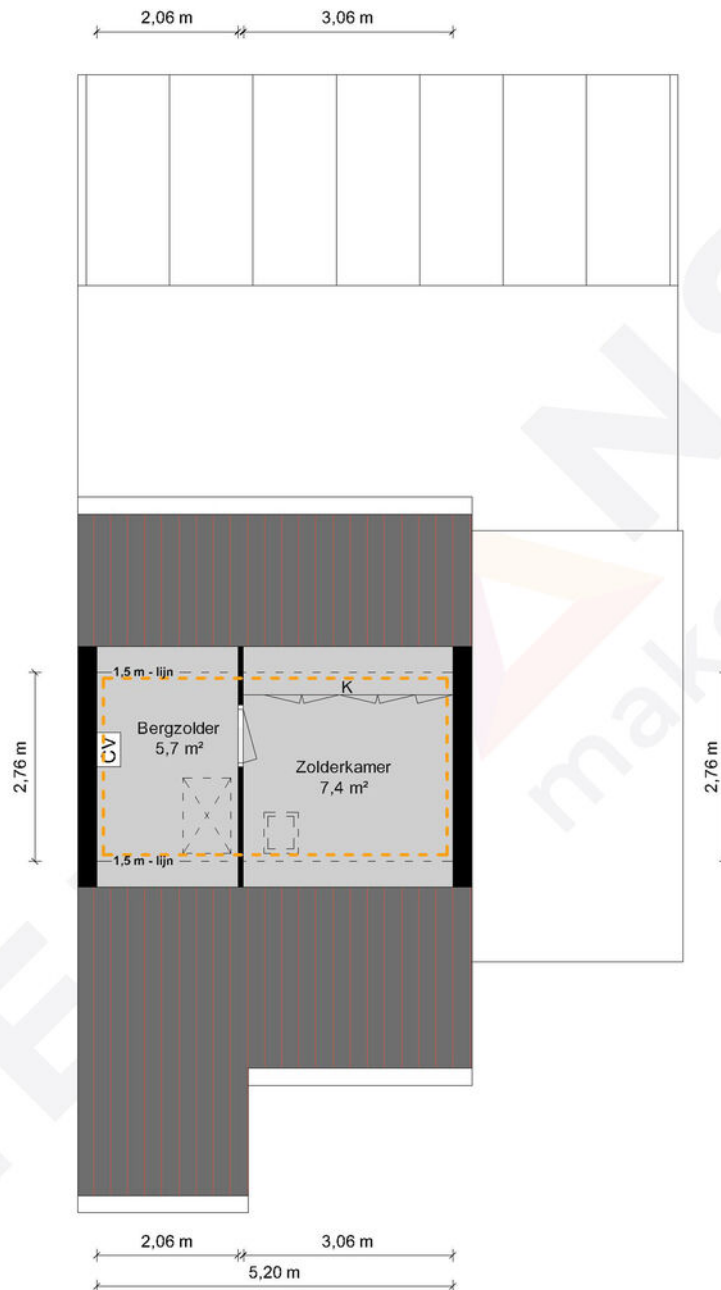 2,06 m
3,06 m
1,5 m - lijn
K
Bergzolder
5,7 m²
CV
Zolderkamer
7,4 m²
2,76 m
2,76 m
1,5 m - lijn
2,06 m
3,06 m
5,20 m